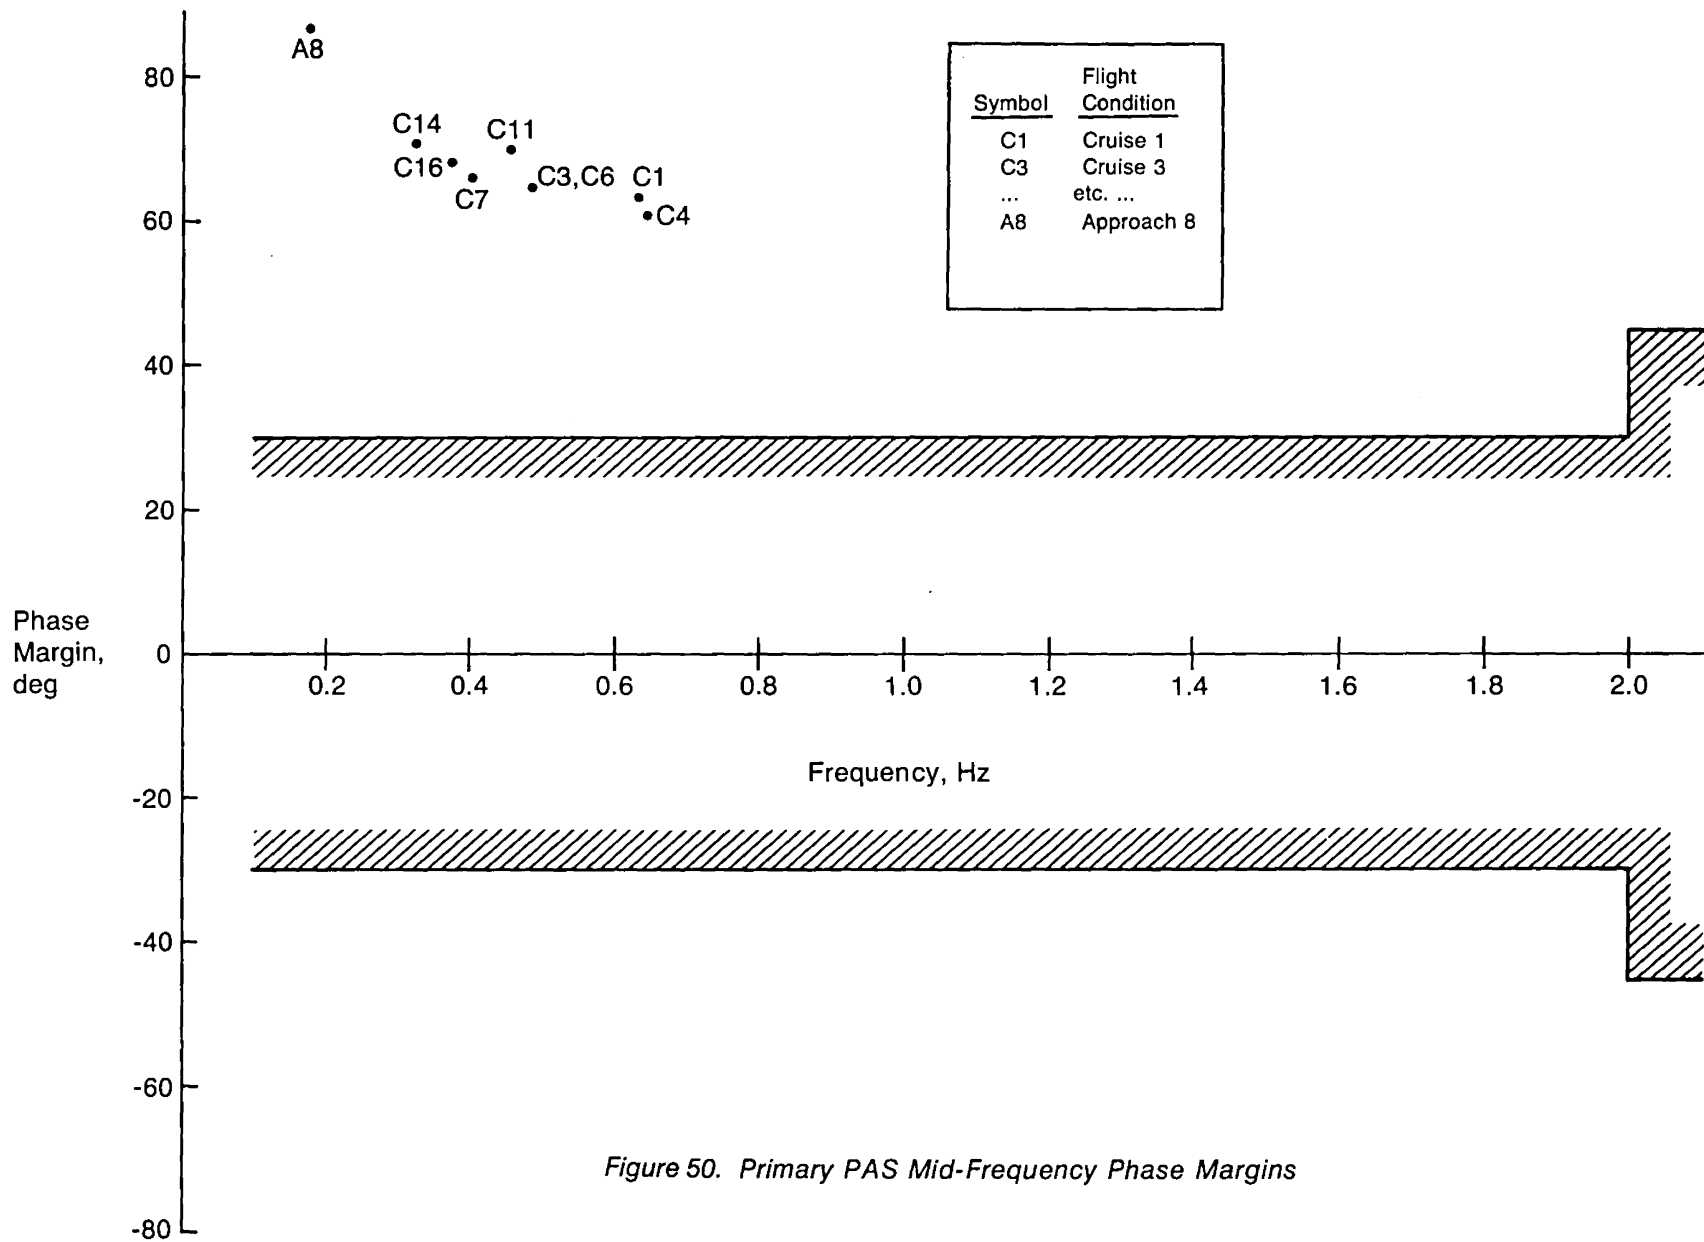 80
60
40
20
0
-20
-40
-60
-80
Phase
Margin,
deg
A8
C14
C11
C16
C7
C3,C6
C1
C4
Flight
Symbol Condition
C1 Cruise 1
C3 Cruise 3
... etc. ...
A8 Approach 8
0.2 0.4 0.6 0.8 1.0 1.2 1.4 1.6 1.8 2.0
Frequency, Hz
Figure 50. Primary PAS Mid-Frequency Phase Margins